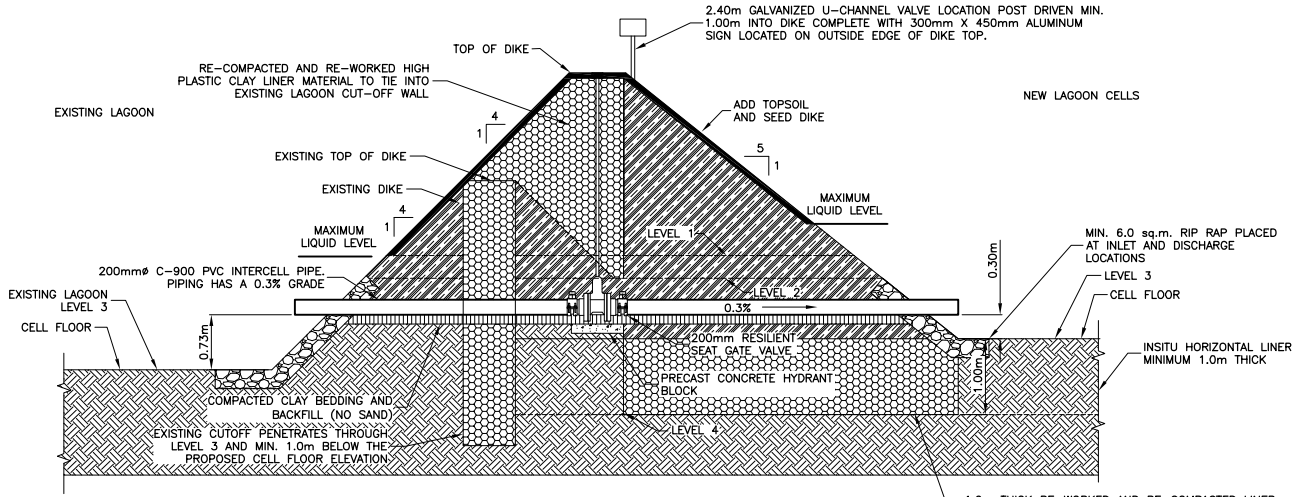 2.40m GALVANIZED U-CHANNEL VALVE LOCATION POST DRIVEN MIN.
1.00m INTO DIKE COMPLETE WITH 300mm X 450mm ALUMINUM
SIGN LOCATED ON OUTSIDE EDGE OF DIKE TOP.
TOP OF DIKE
RE-COMPACTED AND RE-WORKED HIGH
PLASTIC CLAY LINER MATERIAL TO TIE INTO
EXISTING LAGOON CUT-OFF WALL
EXISTING LAGOON
NEW LAGOON CELLS
ADD TOPSOIL
AND SEED DIKE
4
1
5
1
EXISTING TOP OF DIKE
EXISTING DIKE
4
1
MAXIMUM
LIQUID LEVEL
MAXIMUM
LIQUID LEVEL
LEVEL 1
MIN. 6.0 sq.m. RIP RAP PLACED
AT INLET AND DISCHARGE
LOCATIONS
200mmø C-900 PVC INTERCELL PIPE.
PIPING HAS A 0.3% GRADE
LEVEL 2
0.30m
LEVEL 3
CELL FLOOR
EXISTING LAGOON
LEVEL 3
CELL FLOOR
0.3%
0.73m
200mm RESILIENT
SEAT GATE VALVE
INSITU HORIZONTAL LINER
MINIMUM 1.0m THICK
PRECAST CONCRETE HYDRANT
BLOCK
1.00m
COMPACTED CLAY BEDDING AND
BACKFILL (NO SAND)
LEVEL 4
EXISTING CUTOFF PENETRATES THROUGH
LEVEL 3 AND MIN. 1.0m BELOW THE
PROPOSED CELL FLOOR ELEVATION
THICK RE-WORKED AND RE-COMPACTED LINER